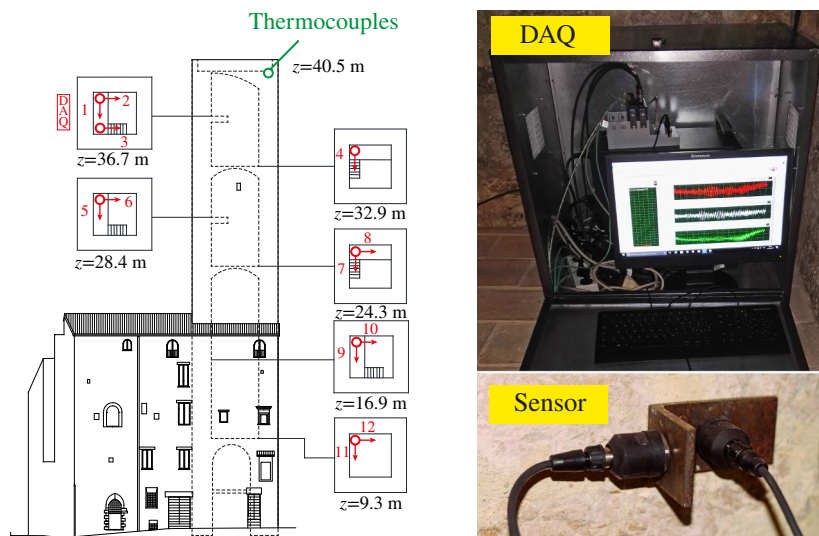 Thermocouples
z=40.5 m
DAQ
1
2
3
z=36.7 m
4
z=32.9 m
5
6
z=28.4 m
8
7
z=24.3 m
10
9
z=16.9 m
12
11
z=9.3 m
DAQ
Sensor